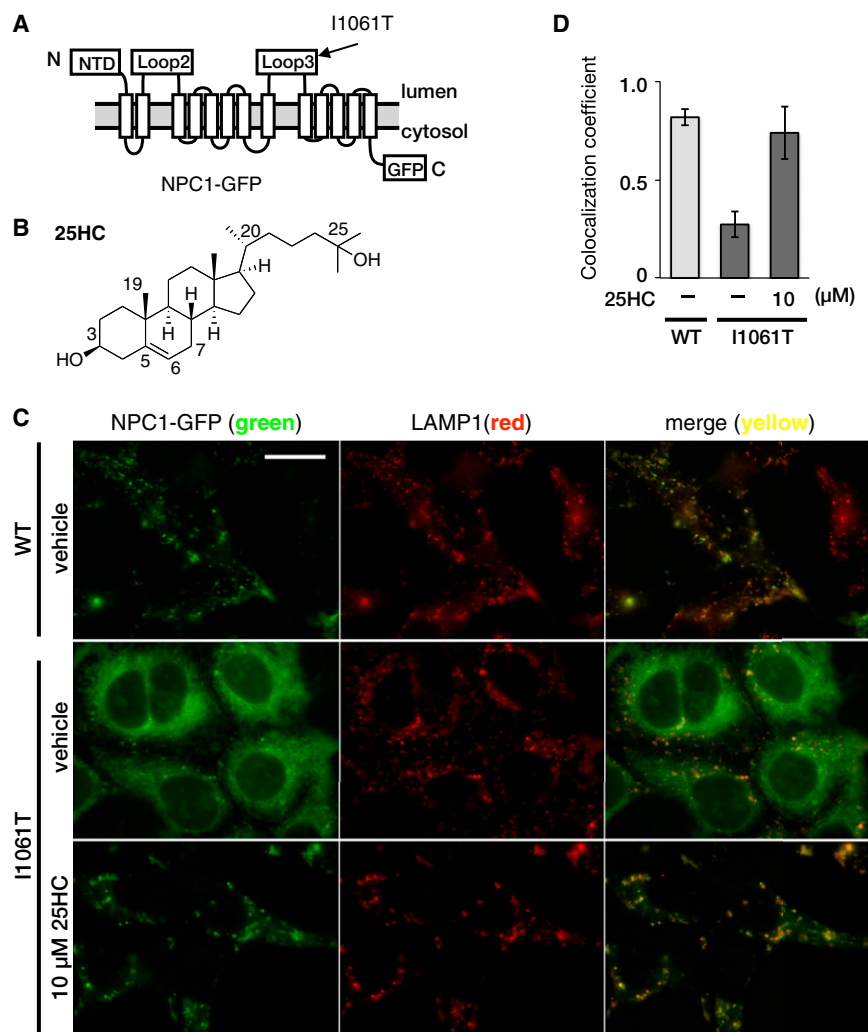 A
I1061T
N
NTD
Loop2
Loop3
lumen
cytosol
GFP
C
NPC1-GFP
B
25HC
20
25
OH
19
H
H
H
H
3
HO
5
6
7
D
Colocalization coefficient
1.0
0.5
0
25HC
–
–
10
(μM)
WT
I1061T
C
NPC1-GFP (green)
LAMP1(red)
merge (yellow)
WT
vehicle
I1061T
vehicle
10 μM 25HC